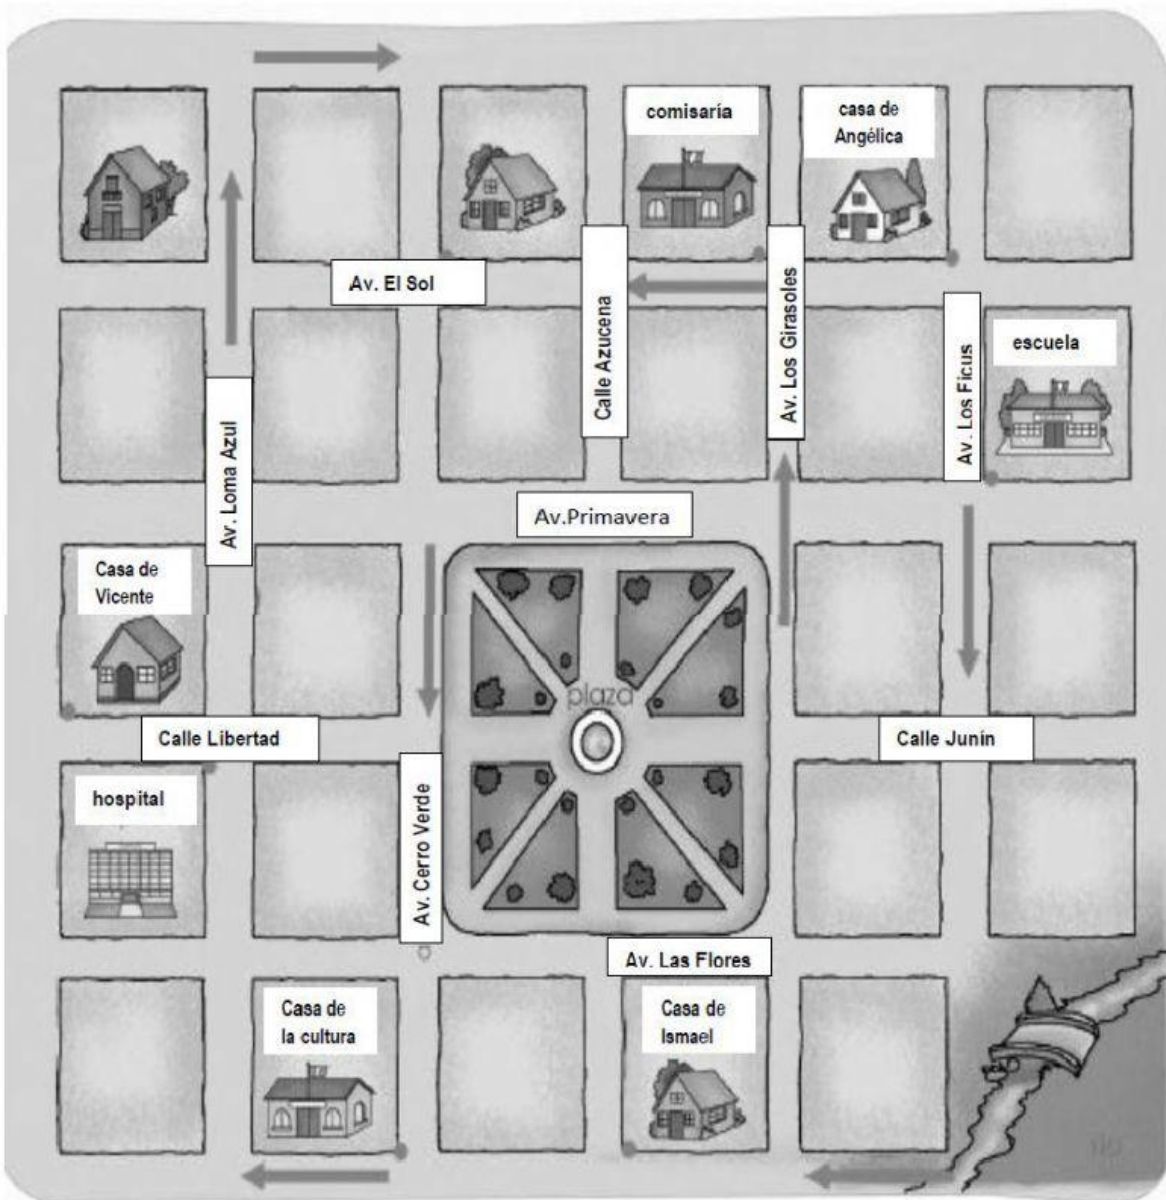 comisaría
casa de
Angélica
Av. El Sol
Calle Azucena
Av. Los Girasoles
Av. Los Ficus
escuela
Av. Loma Azul
Av.Primavera
Casa de
Vicente
plaza
Calle Libertad
Calle Junín
hospital
Av. Cerro Verde
Av. Las Flores
Casa de
la cultura
Casa de
Ismael
río